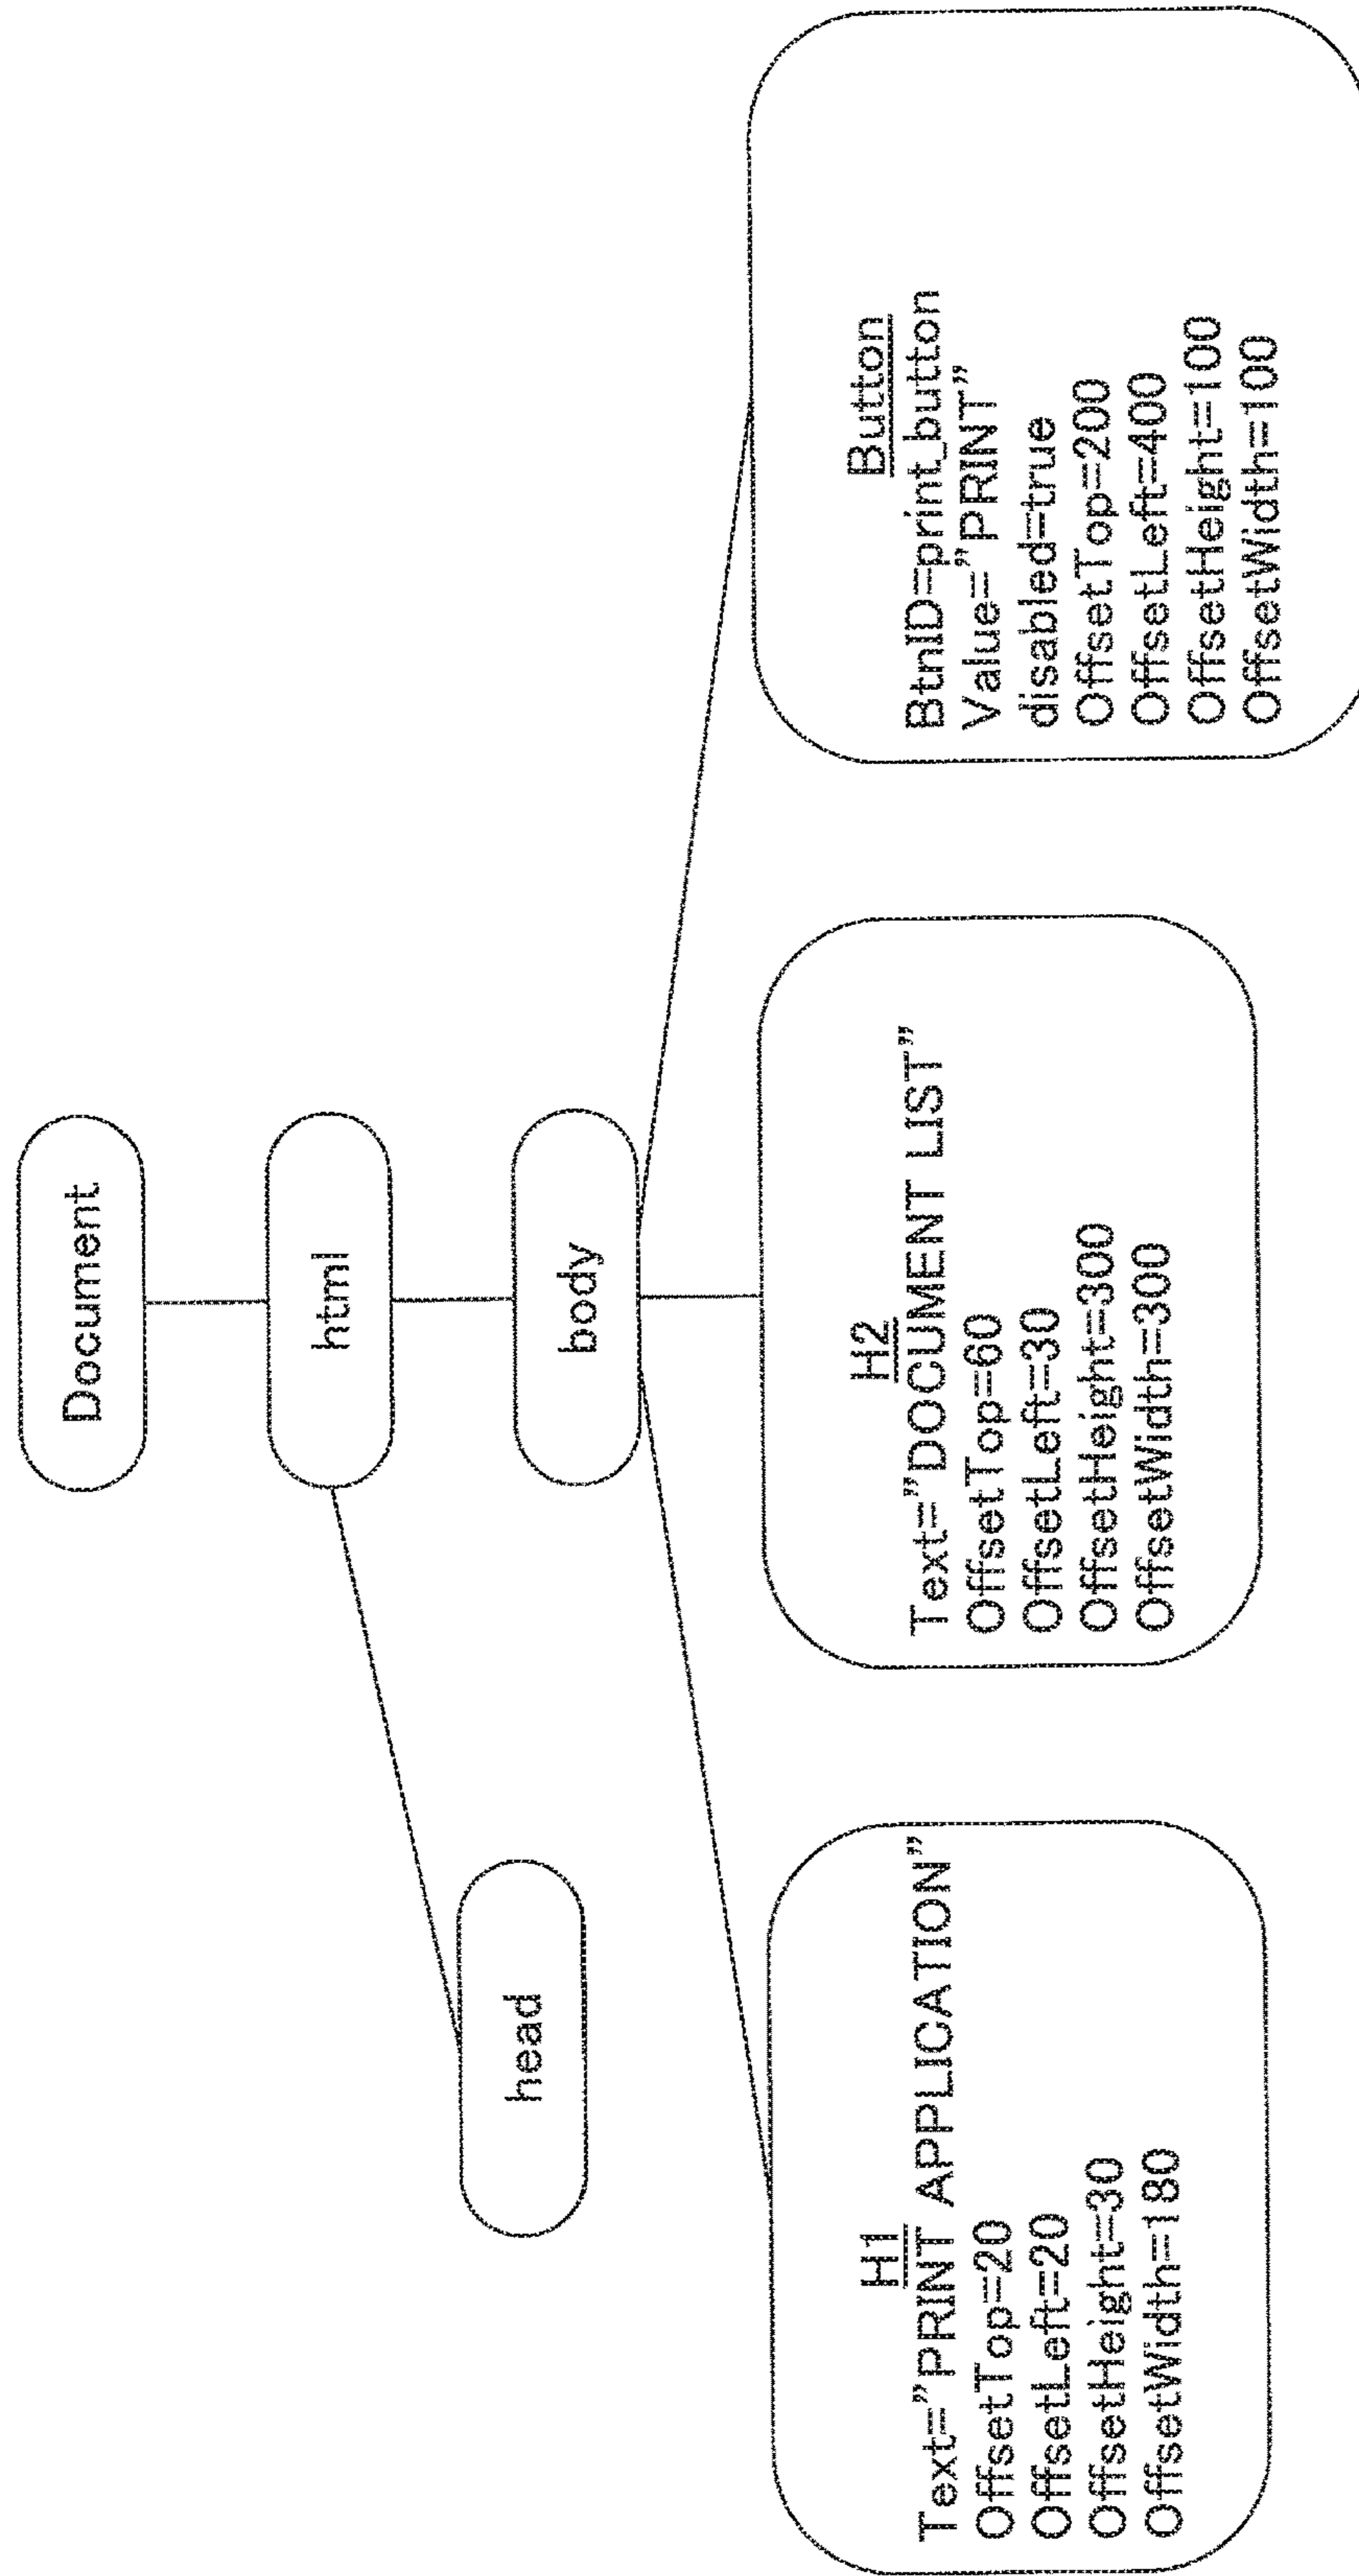 Document
html
head
body
H1
Text="PRINT APPLICATION"
OffsetTop=20
OffsetLeft=20
OffsetHeight=30
OffsetWidth=180
H2
Text="DOCUMENT LIST"
OffsetTop=60
OffsetLeft=30
OffsetHeight=300
OffsetWidth=300
Button
BtnID=print_button
Value="PRINT"
disabled=true
OffsetTop=200
OffsetLeft=400
OffsetHeight=100
OffsetWidth=100